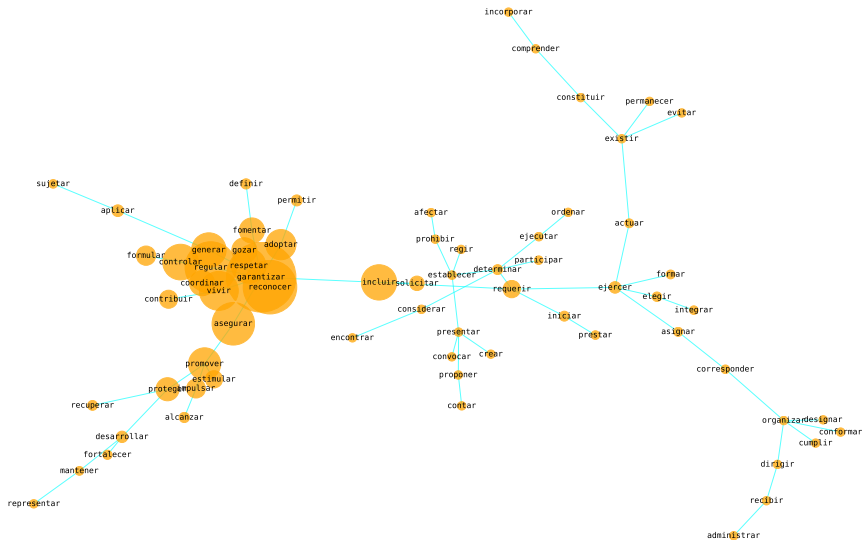 incorporar
comprender
constituir
permanecer
evitar
existir
sujetar
definir
permitir
aplicar
afectar
ordenar
actuar
fomentar
prohibir
ejecutar
generar
gozar
adoptar
regir
formular
controlar
regular
respetar
participar
determinar
establecer
garantizar
formar
coordinar
vivir
reconocer
incluir
solicitar
requerir
ejercer
contribuir
elegir
considerar
integrar
asegurar
iniciar
presentar
asignar
encontrar
prestar
convocar
crear
promover
corresponder
proponer
estimular
proteger
impulsar
recuperar
contar
alcanzar
organizar
designar
conformar
desarrollar
cumplir
fortalecer
dirigir
mantener
recibir
representar
administrar